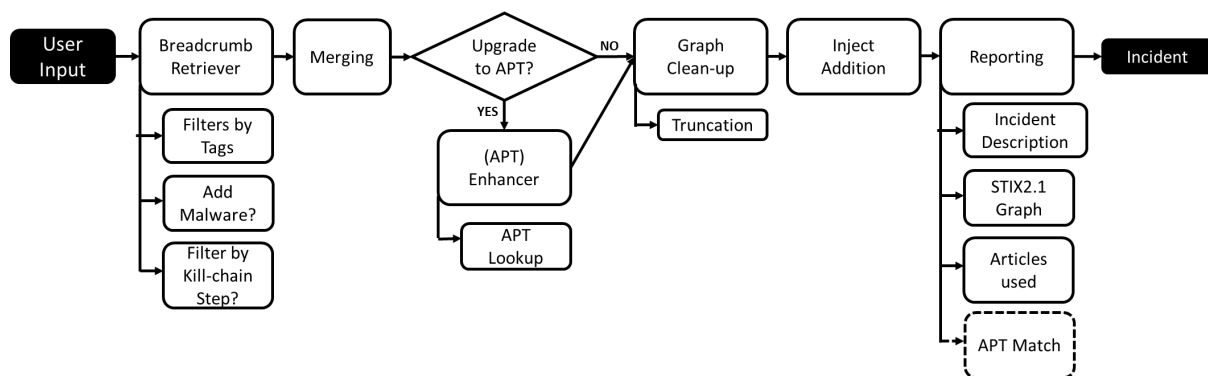 User
Input
Breadcrumb
Retriever
Merging
Upgrade
to APT?
NO
Graph
Clean-up
Inject
Addition
Reporting
Incident
YES
Filters by
Tags
(APT)
Enhancer
Truncation
Incident
Description
Add
Malware?
STIX2.1
Graph
APT
Lookup
Filter by
Kill-chain
Step?
Articles
used
APT Match